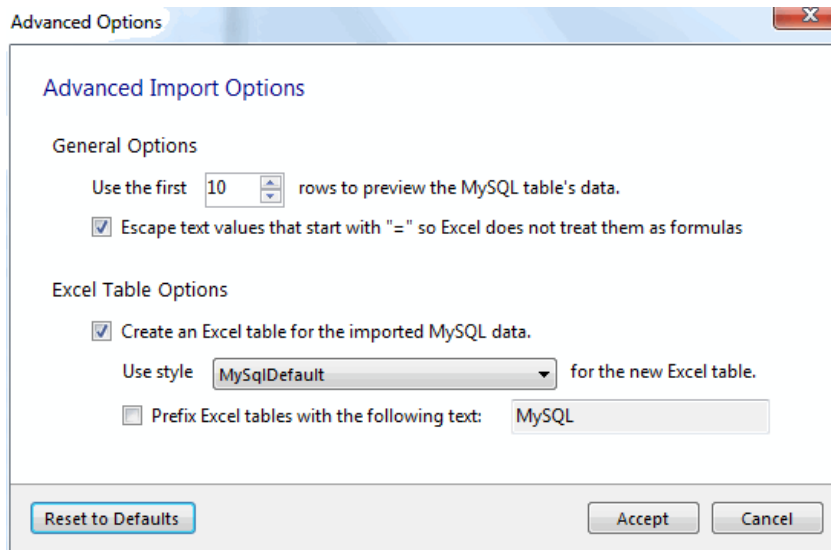 Advanced Options
X
Advanced Import Options
General Options
Use the first 10 rows to preview the MySQL table's data.
Escape text values that start with "=" so Excel does not treat them as formulas
Excel Table Options
Create an Excel table for the imported MySQL data.
Use style MySqlDefault for the new Excel table.
Prefix Excel tables with the following text: MySQL
Reset to Defaults Accept Cancel